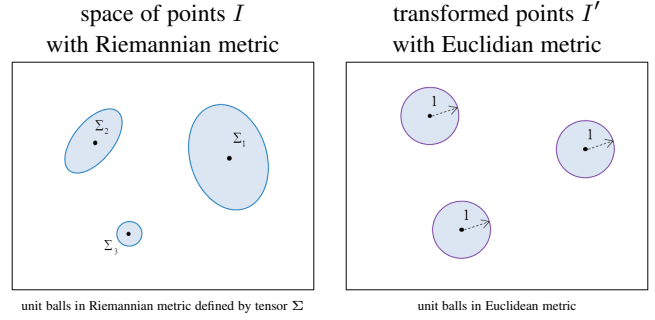 space of points I
with Riemannian metric
transformed points I′
with Euclidian metric
Σ₂
Σ₁
Σ₃
1
1
1
unit balls in Riemannian metric defined by tensor Σ
unit balls in Euclidean metric